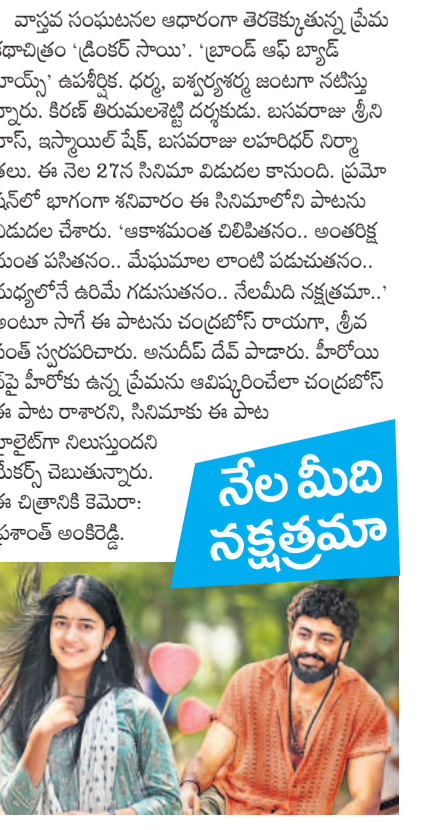 వాస్తవ సంఘటనల ఆధారంగా తెరకెక్కుతున్న ప్రేమ
కథాచిత్రం ‘డ్రింకర్ సాయి’. ‘బ్రాండ్ ఆఫ్ బ్యాడ్
బాయ్స్’ ఉపశీర్షిక. ధర్మ, ఐశ్వర్యశర్మ జంటగా నటిస్తు
న్నారు. కిరణ్ తిరుమలశెట్టి దర్శకుడు. బసవరాజు శ్రీని
వాస్, ఇస్మాయిల్ షేక్, బసవరాజు లహరిధర్ నిర్మా
తలు. ఈ నెల 27న సినిమా విడుదల కానుంది. ప్రమో
షన్‌లో భాగంగా శనివారం ఈ సినిమాలోని పాటను
విడుదల చేశారు. ‘ఆకాశమంత చిలిపితనం.. అంతరిక్ష
మంత పసితనం.. మేఘమాల లాంటి పడుచుతనం..
మధ్యలోనే ఉరిమే గడుసుతనం.. నేలమీది నక్షత్రమా..’
అంటూ సాగే ఈ పాటను చంద్రబోస్ రాయగా, శ్రీవ
సంత్ స్వరపరిచారు. అనుదీప్ దేవ్ పాడారు. హీరోయి
న్‌పై హీరోకు ఉన్న ప్రేమను ఆవిష్కరించేలా చంద్రబోస్
ఈ పాట రాశారని, సినిమాకు ఈ పాట
హైలైట్‌గా నిలుస్తుందని
మేకర్స్ చెబుతున్నారు.
ఈ చిత్రానికి కెమెరా:
ప్రశాంత్ అంకిరెడ్డి.
నేల మీది
నక్షత్రమా